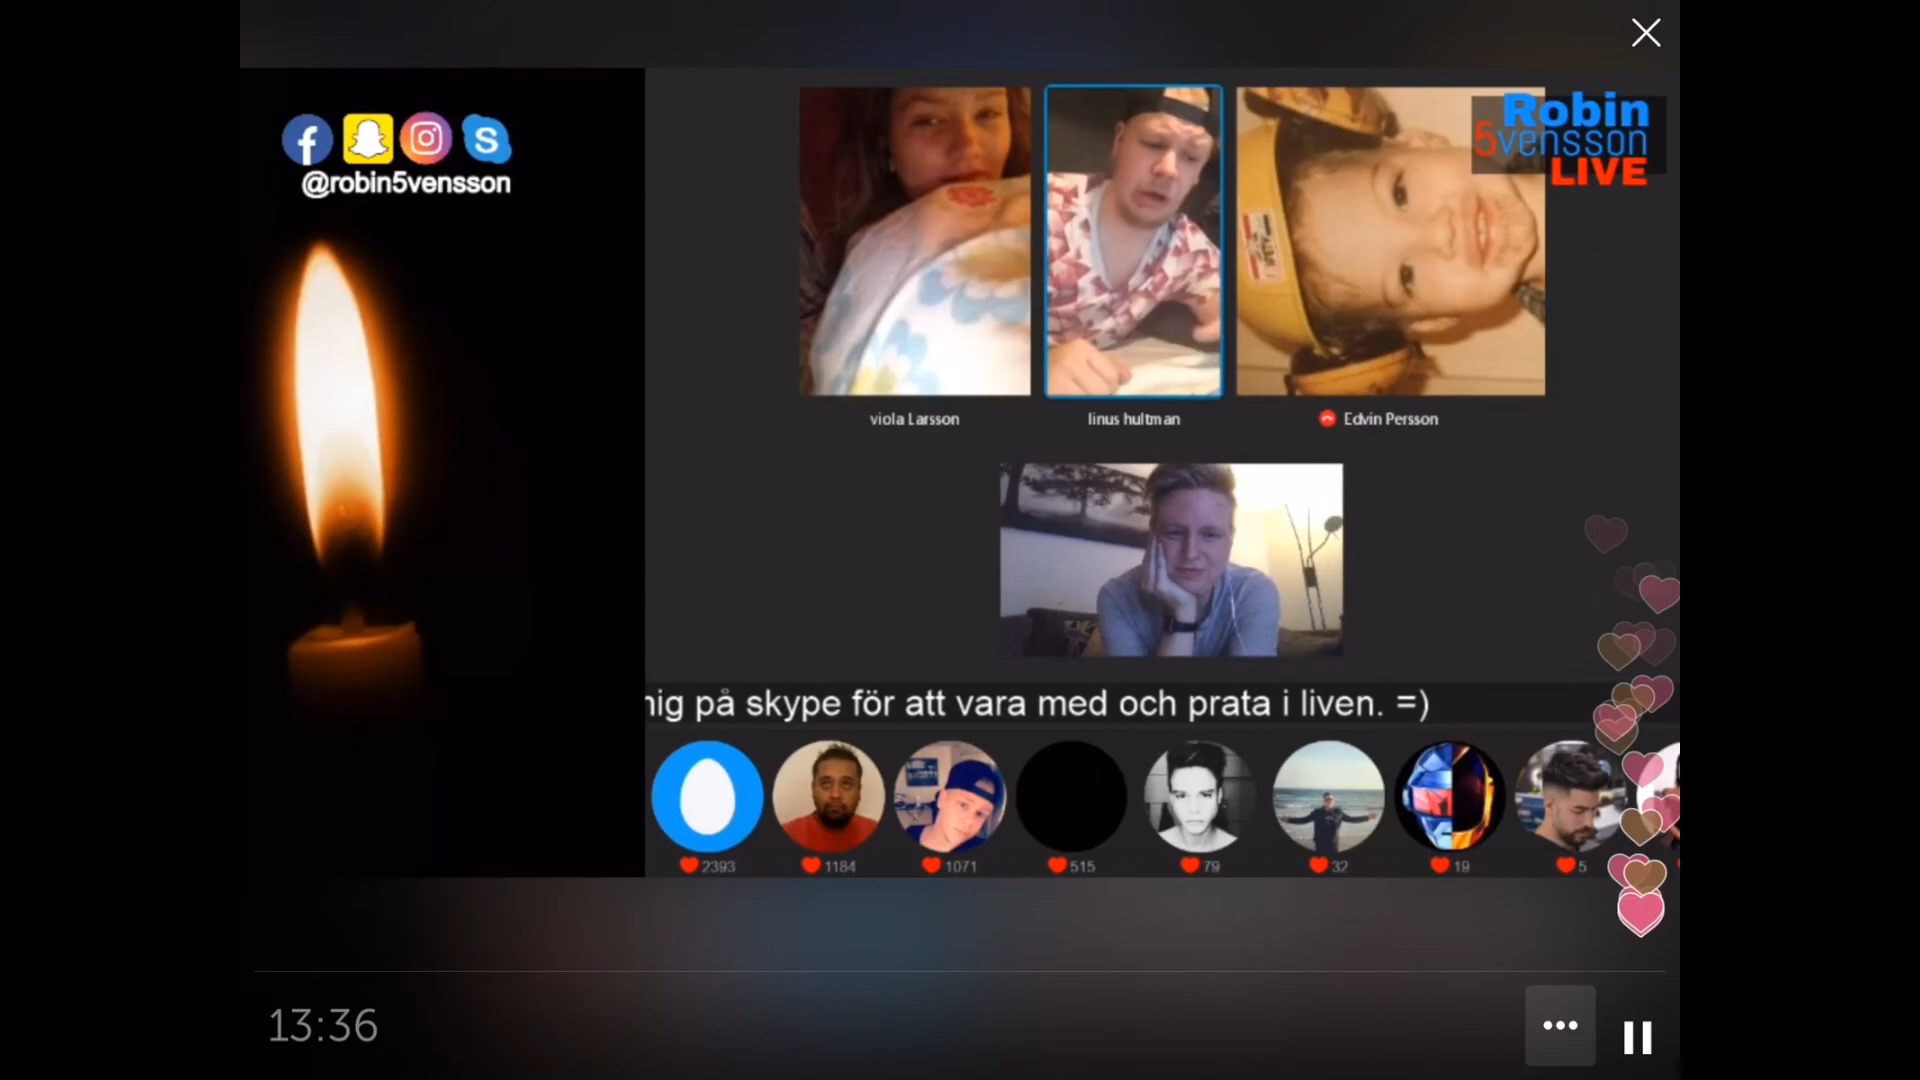 @robin5vensson
Robin
5vensson
LIVE
viola Larsson
linus hultman
Edvin Persson
mig på skype för att vara med och prata i liven. =)
2393
1184
1071
515
79
32
19
5
13:36